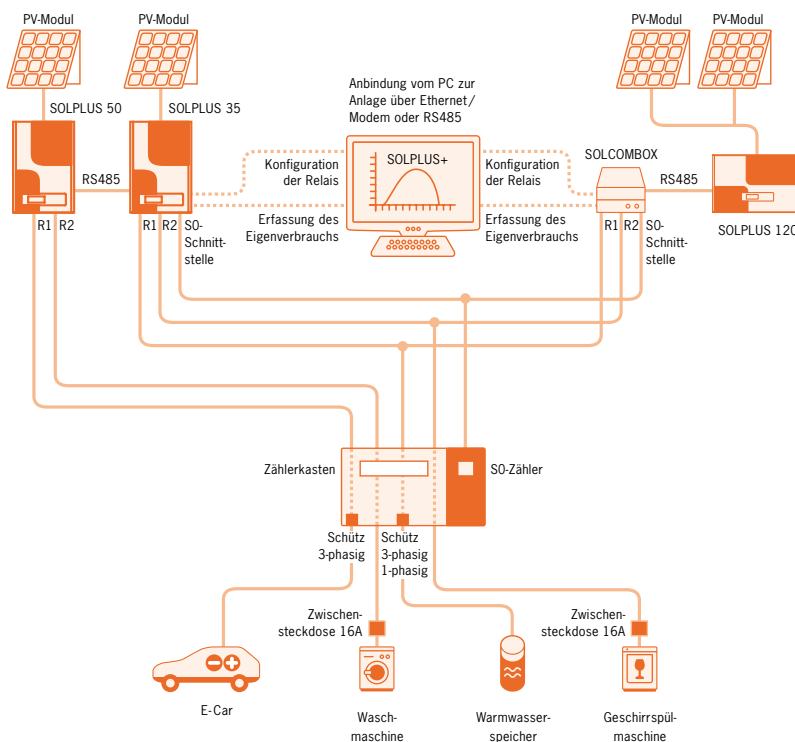 PV-Modul
PV-Modul
PV-Modul
PV-Modul
SOLPLUS 50
SOLPLUS 35
Anbindung vom PC zur
Anlage über Ethernet/
Modem oder RS485
SOLPLUS+
RS485
Konfiguration
der Relais
Konfiguration
der Relais
SOLCOMBOX
RS485
Erfassung des
Eigenverbrauchs
Erfassung des
Eigenverbrauchs
SOLPLUS 120
R1
R2
R1
R2
S0-
Schnitt-
stelle
R1
R2
S0-
Schnitt-
stelle
Zählerkasten
S0-Zähler
Schütz
3-phasig
Schütz
3-phasig
1-phasig
Zwischen-
steckdose 16A
Zwischen-
steckdose 16A
E-Car
Wasch-
maschine
Warmwasser-
speicher
Geschirrspül-
maschine